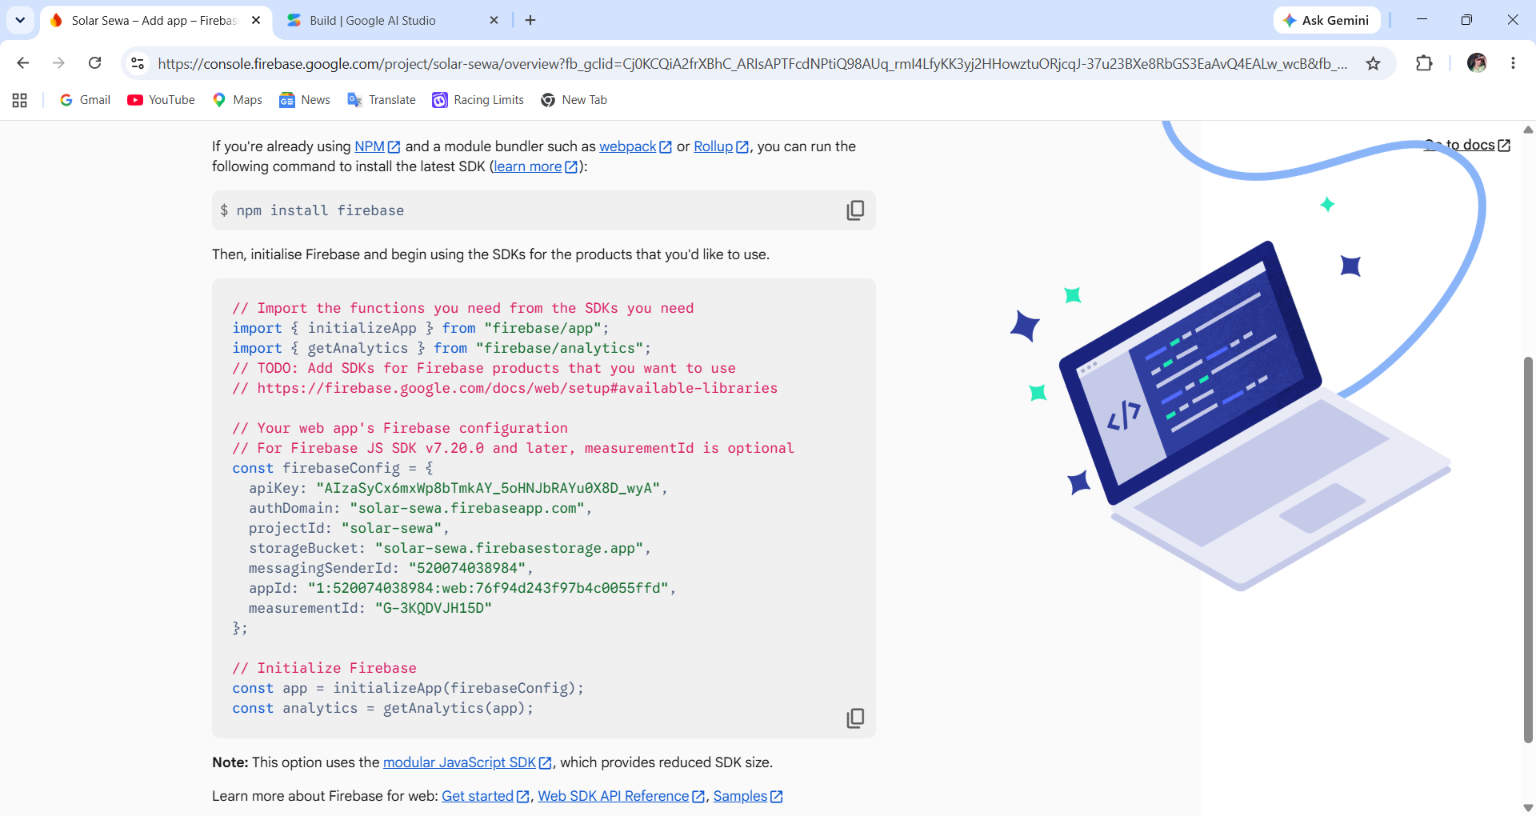 Solar Sewa – Add app – Firebas
Build | Google AI Studio
Ask Gemini
https://console.firebase.google.com/project/solar-sewa/overview?fb_gclid=Cj0KCQiA2frXBhC_ARIsAPTFcdNPtiQ98AUq_rmI4LfyKK3yj2HHowztuORjcqJ-37u23BXe8RbGS3EaAvQ4EALw_wcB&fb_...
Gmail
YouTube
Maps
News
Translate
Racing Limits
New Tab
If you're already using NPM and a module bundler such as webpack or Rollup, you can run the
following command to install the latest SDK (learn more):
Go to docs
$ npm install firebase
Then, initialise Firebase and begin using the SDKs for the products that you'd like to use.
// Import the functions you need from the SDKs you need
import { initializeApp } from "firebase/app";
import { getAnalytics } from "firebase/analytics";
// TODO: Add SDKs for Firebase products that you want to use
// https://firebase.google.com/docs/web/setup#available-libraries
// Your web app's Firebase configuration
// For Firebase JS SDK v7.20.0 and later, measurementId is optional
const firebaseConfig = {
apiKey: "AIzaSyCx6mxWp8bTmkAY_5oHNJbRAYu0X8D_wyA",
authDomain: "solar-sewa.firebaseapp.com",
projectId: "solar-sewa",
storageBucket: "solar-sewa.firebasestorage.app",
messagingSenderId: "520074038984",
appId: "1:520074038984:web:76f94d243f97b4c0055ffd",
measurementId: "G-3KQDVJH15D"
};
// Initialize Firebase
const app = initializeApp(firebaseConfig);
const analytics = getAnalytics(app);
Note: This option uses the modular JavaScript SDK, which provides reduced SDK size.
Learn more about Firebase for web: Get started, Web SDK API Reference, Samples